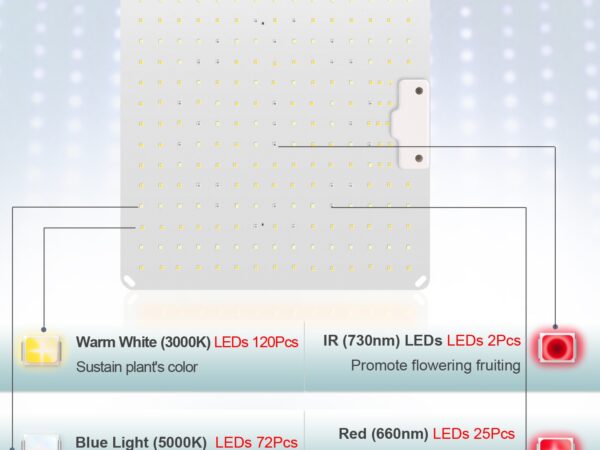 Warm White (3000K) LEDs 120Pcs
Sustain plant's color
IR (730nm) LEDs LEDs 2Pcs
Promote flowering fruiting
Blue Light (5000K) LEDs 72Pcs
Red (660nm) LEDs 25Pcs